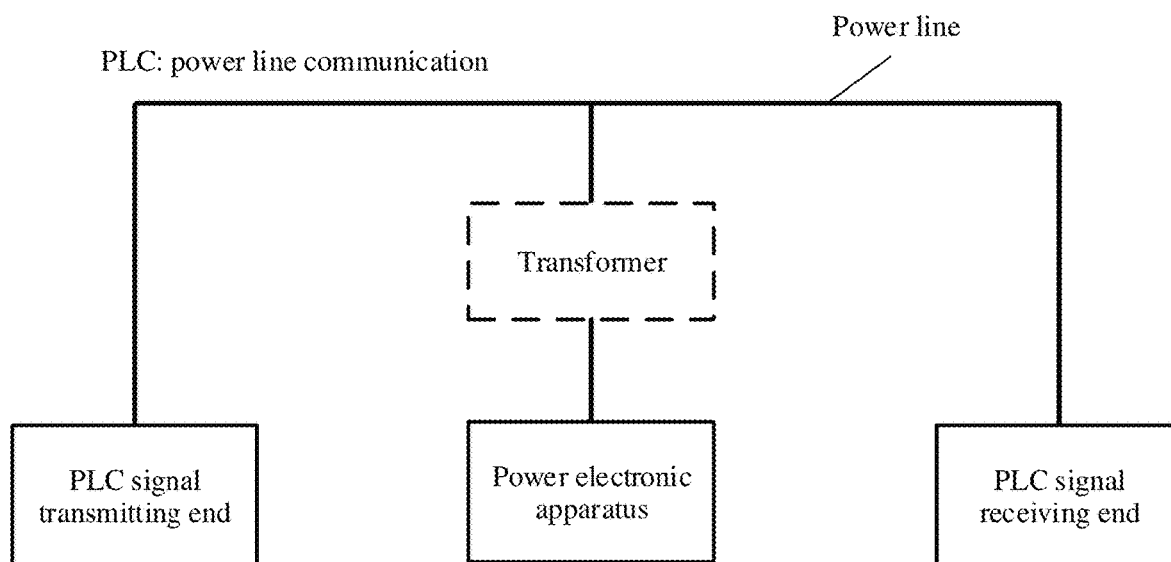 Power line
PLC: power line communication
Transformer
PLC signal
transmitting end
Power electronic
apparatus
PLC signal
receiving end